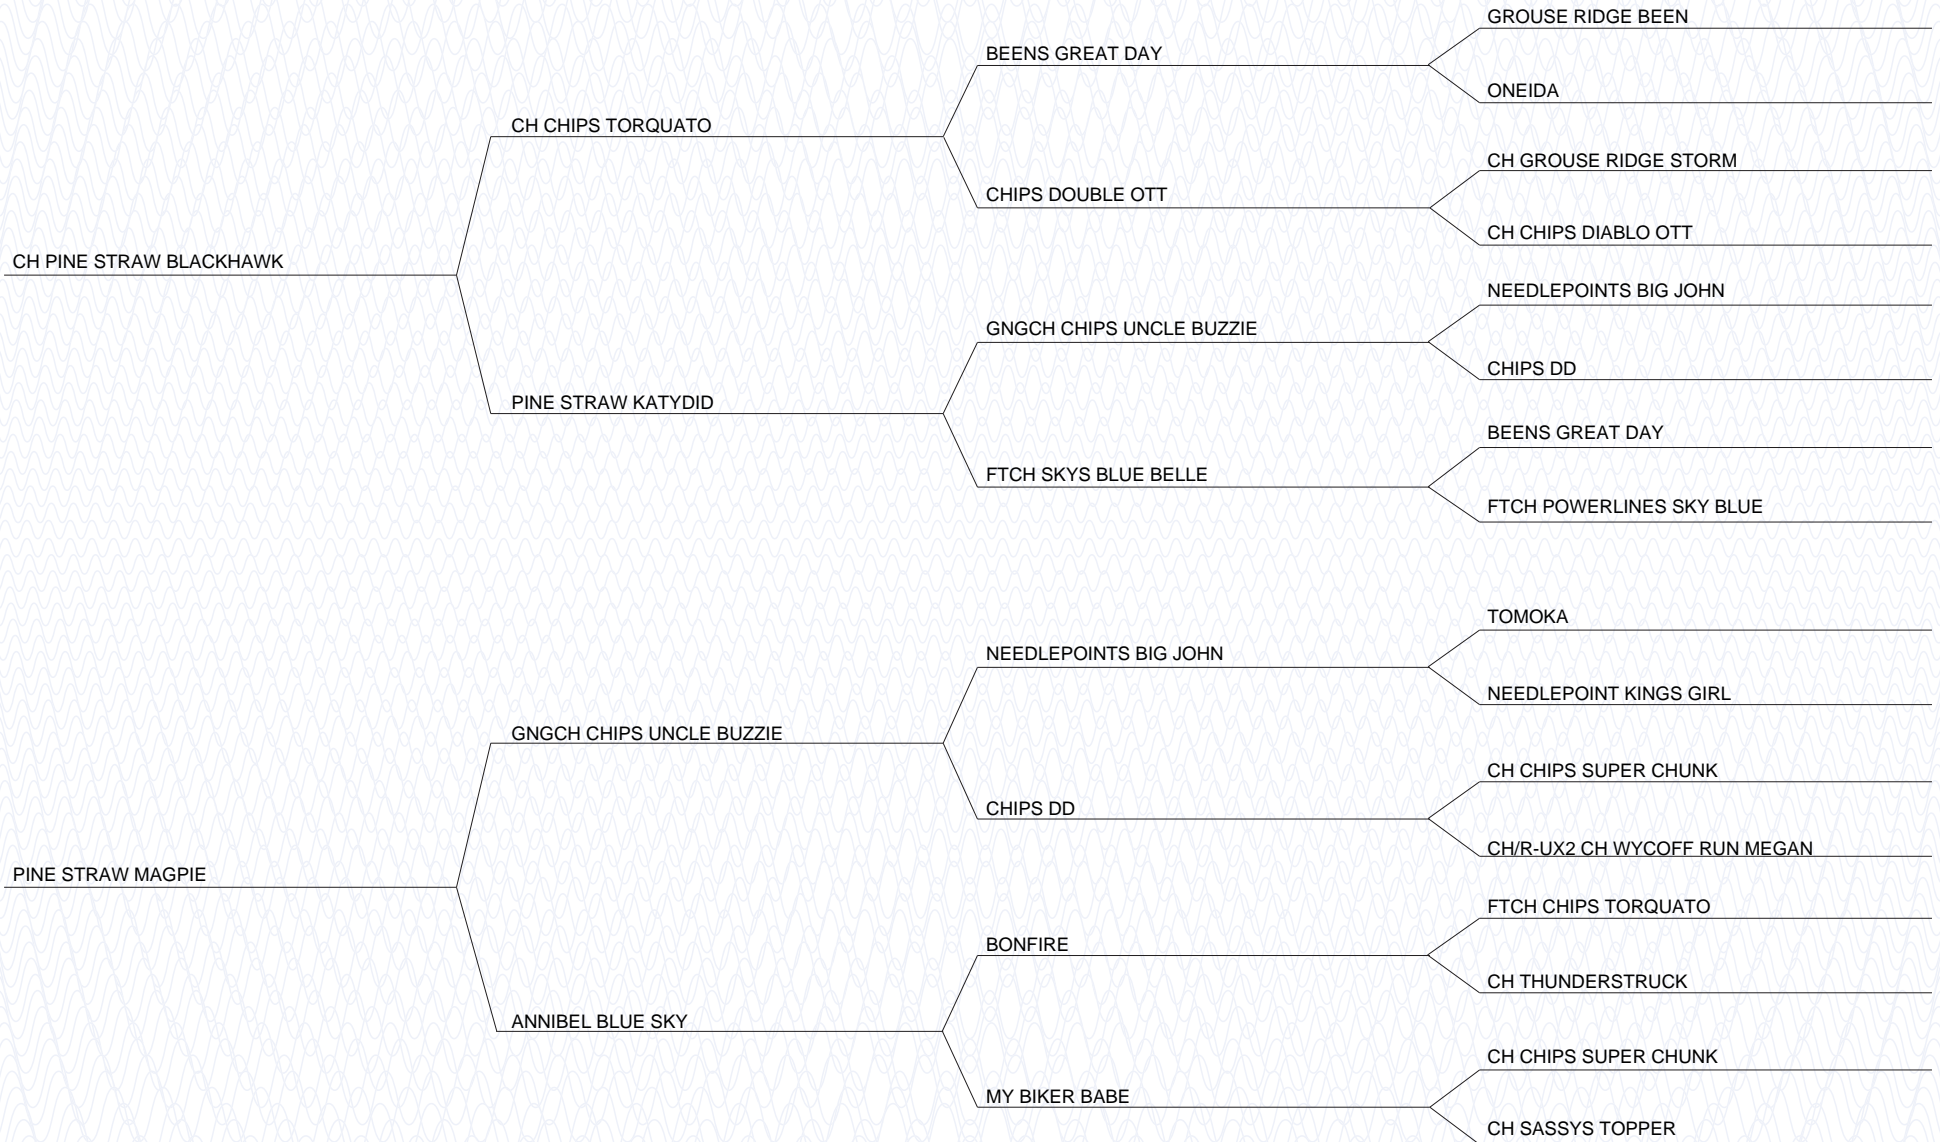 GROUSE RIDGE BEEN
BEENS GREAT DAY
ONEIDA
CH CHIPS TORQUATO
CH GROUSE RIDGE STORM
CHIPS DOUBLE OTT
CH CHIPS DIABLO OTT
CH PINE STRAW BLACKHAWK
NEEDLEPOINTS BIG JOHN
GNGCH CHIPS UNCLE BUZZIE
CHIPS DD
PINE STRAW KATYDID
BEENS GREAT DAY
FTCH SKYS BLUE BELLE
FTCH POWERLINES SKY BLUE
TOMOKA
NEEDLEPOINTS BIG JOHN
NEEDLEPOINT KINGS GIRL
GNGCH CHIPS UNCLE BUZZIE
CH CHIPS SUPER CHUNK
CHIPS DD
CH/R-UX2 CH WYCOFF RUN MEGAN
PINE STRAW MAGPIE
FTCH CHIPS TORQUATO
BONFIRE
CH THUNDERSTRUCK
ANNIBEL BLUE SKY
CH CHIPS SUPER CHUNK
MY BIKER BABE
CH SASSYS TOPPER